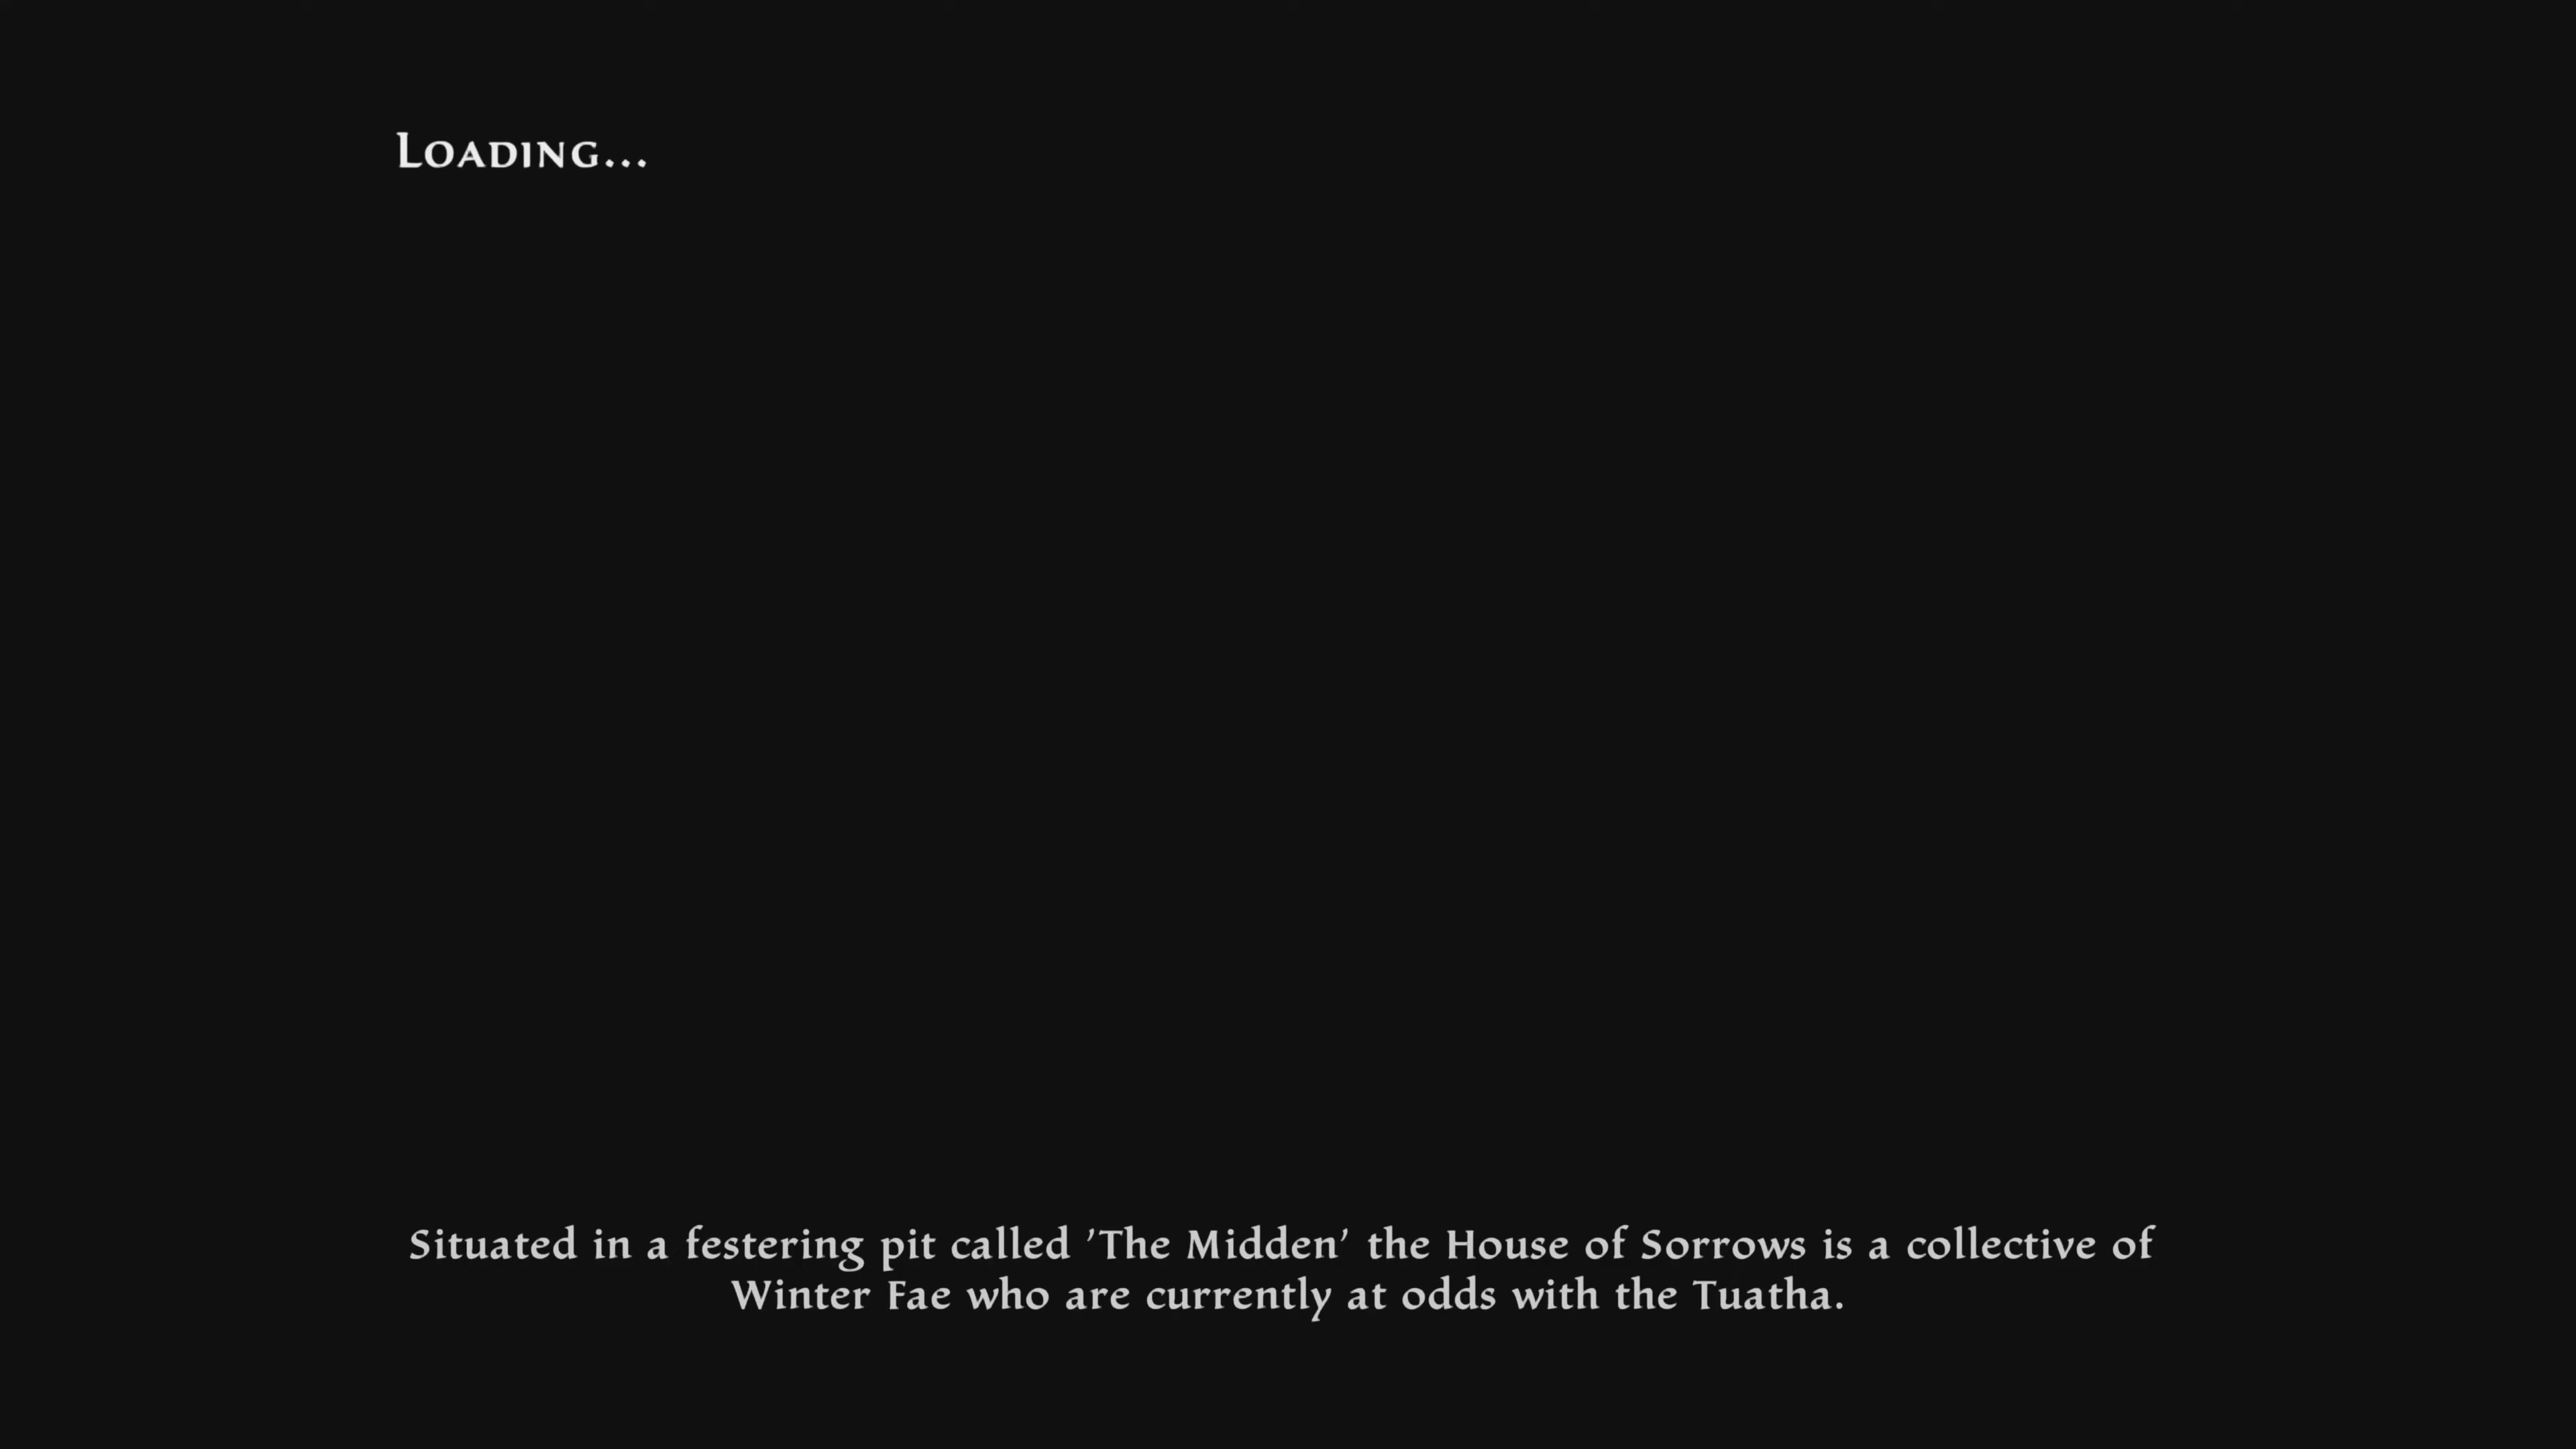 Loading...
Situated in a festering pit called 'The Midden' the House of Sorrows is a collective of
Winter Fae who are currently at odds with the Tuatha.